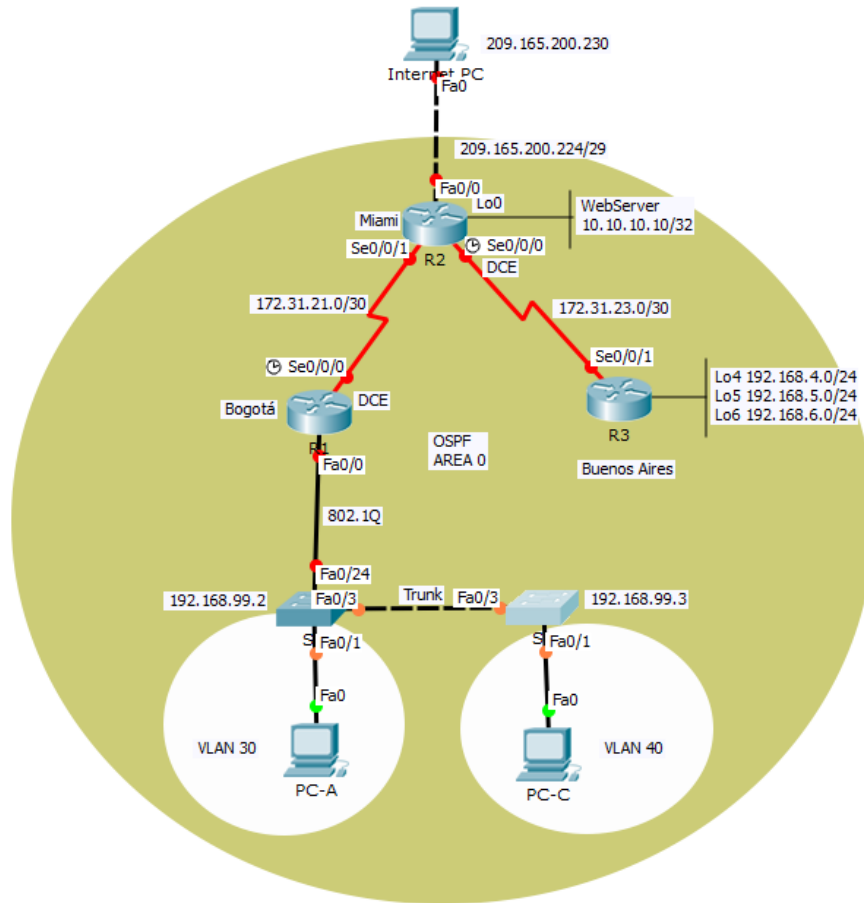 209.165.200.230
Internet PC
Fa0
209.165.200.224/29
Fa0/0
Lo0
WebServer
10.10.10.10/32
Miami
Se0/0/1
Se0/0/0
R2
DCE
172.31.21.0/30
172.31.23.0/30
Se0/0/0
Se0/0/1
DCE
Bogotá
Lo4 192.168.4.0/24
Lo5 192.168.5.0/24
Lo6 192.168.6.0/24
R3
R1
Fa0/0
OSPF
AREA 0
Buenos Aires
802.1Q
Fa0/24
192.168.99.2
Fa0/3
Trunk
Fa0/3
192.168.99.3
S
Fa0/1
S
Fa0/1
Fa0
Fa0
VLAN 30
VLAN 40
PC-A
PC-C